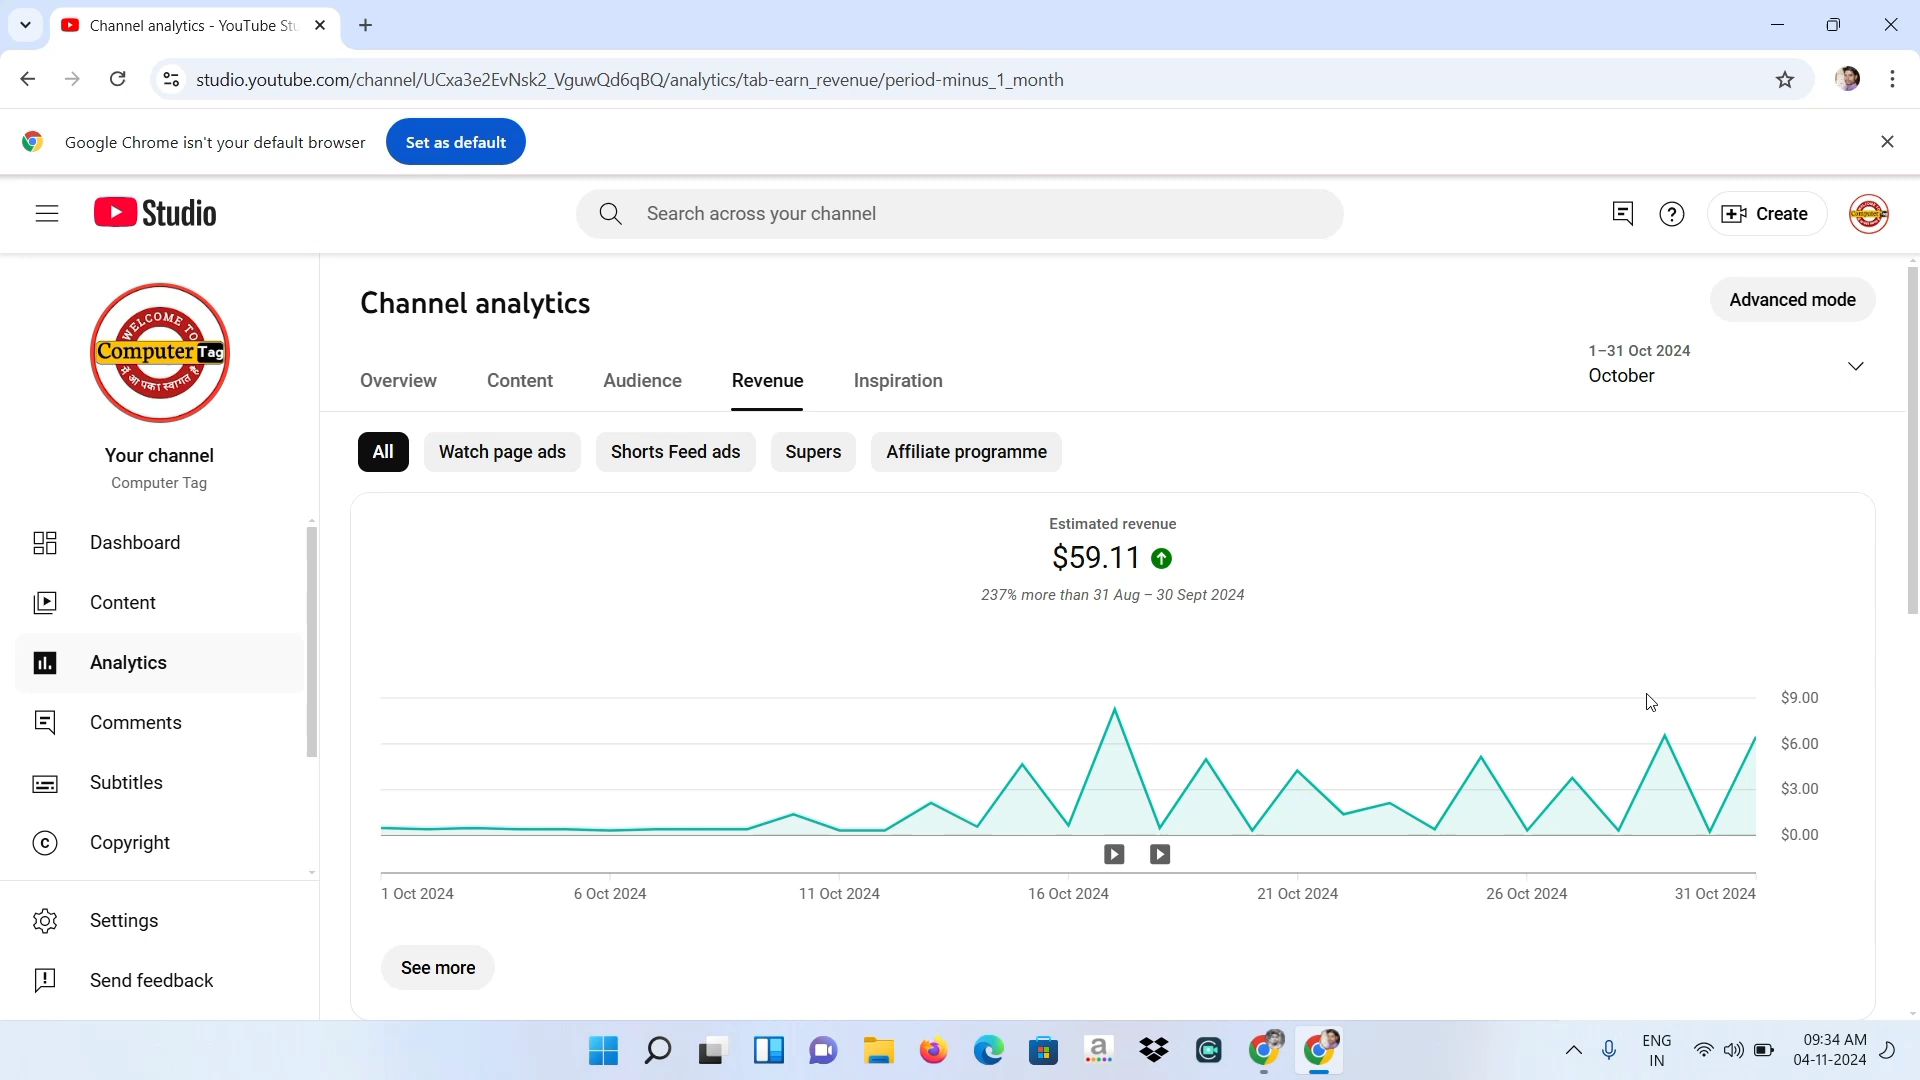 Channel analytics - YouTube Stu
studio.youtube.com/channel/UCxa3e2EvNsk2_VguwQd6qBQ/analytics/tab-earn_revenue/period-minus_1_month
Google Chrome isn't your default browser
Set as default
Studio
Search across your channel
Create
WELCOME TO
Computer Tag
में आपका स्वागत है
Your channel
Computer Tag
Dashboard
Content
Analytics
Comments
Subtitles
Copyright
Settings
Send feedback
Channel analytics
Advanced mode
1–31 Oct 2024
October
Overview
Content
Audience
Revenue
Inspiration
All
Watch page ads
Shorts Feed ads
Supers
Affiliate programme
Estimated revenue
$59.11
237% more than 31 Aug – 30 Sept 2024
$9.00
$6.00
$3.00
$0.00
1 Oct 2024
6 Oct 2024
11 Oct 2024
16 Oct 2024
21 Oct 2024
26 Oct 2024
31 Oct 2024
See more
ENG
IN
09:34 AM
04-11-2024